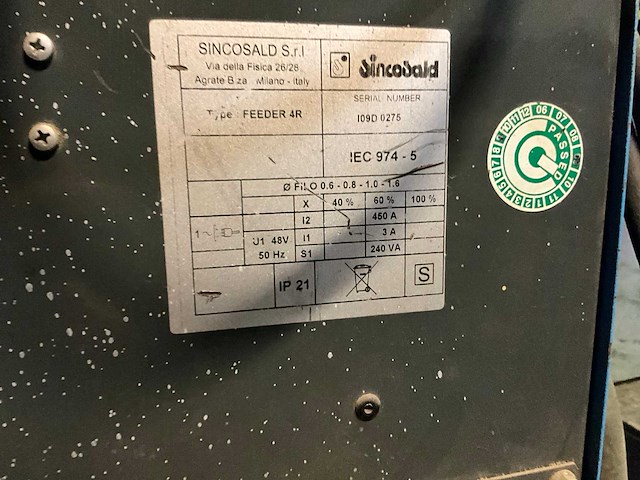 SINCOSALD S.r.l
Via della Fisica 26/28
Agrate B.za Milano - Italy
Sincosald
SERIAL NUMBER
Type : FEEDER 4R
I09D 0275
IEC 974 - 5
Ø FILO 0.6 - 0.8 - 1.0 - 1.6
X 40 % 60 % 100 %
I2 450 A
1~ U1 48V I1 3 A
50 Hz S1 240 VA
IP 21
S
PASSED